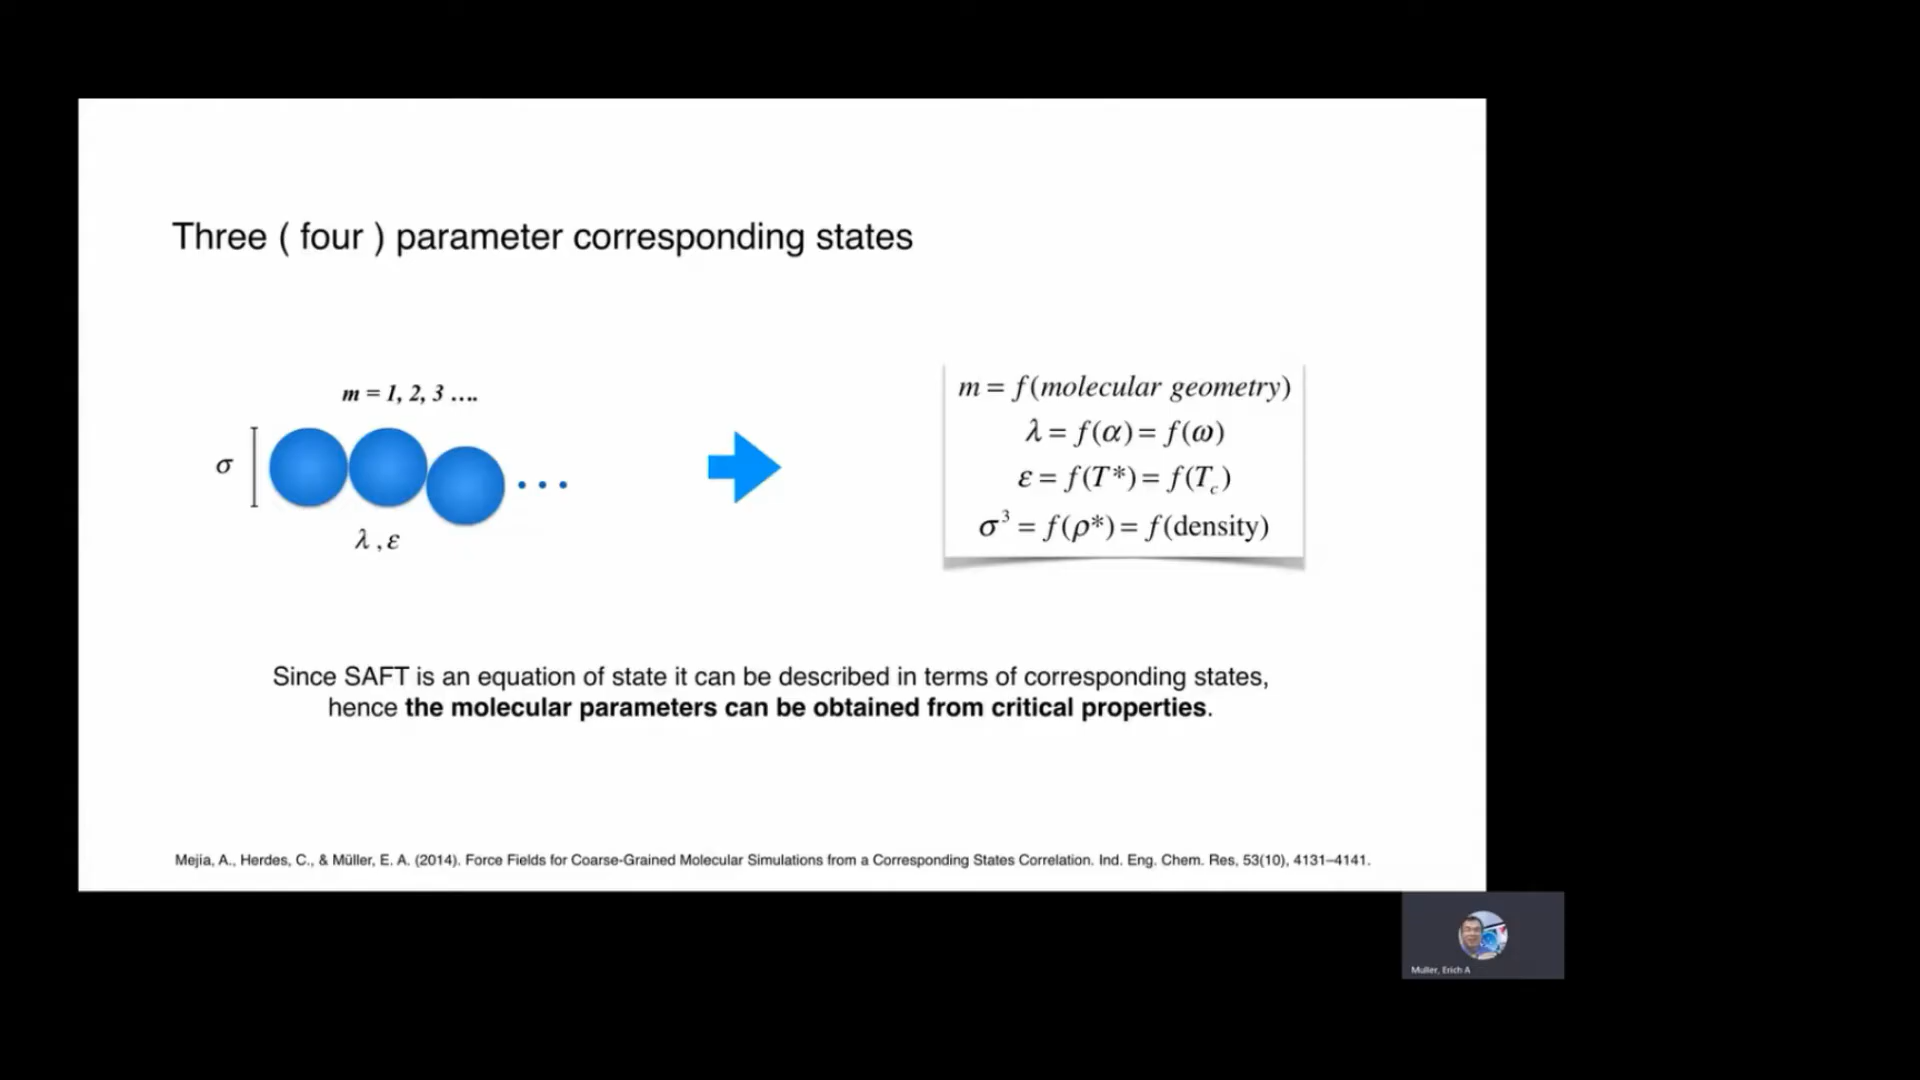 Three ( four ) parameter corresponding states
m = 1, 2, 3 ....
σ
λ , ε
m = f(molecular geometry)
λ = f(α) = f(ω)
ε = f(T*) = f(Tc)
σ³ = f(ρ*) = f(density)
Since SAFT is an equation of state it can be described in terms of corresponding states,
hence the molecular parameters can be obtained from critical properties.
Mejía, A., Herdes, C., & Müller, E. A. (2014). Force Fields for Coarse-Grained Molecular Simulations from a Corresponding States Correlation. Ind. Eng. Chem. Res, 53(10), 4131–4141.
Muller, Erich A